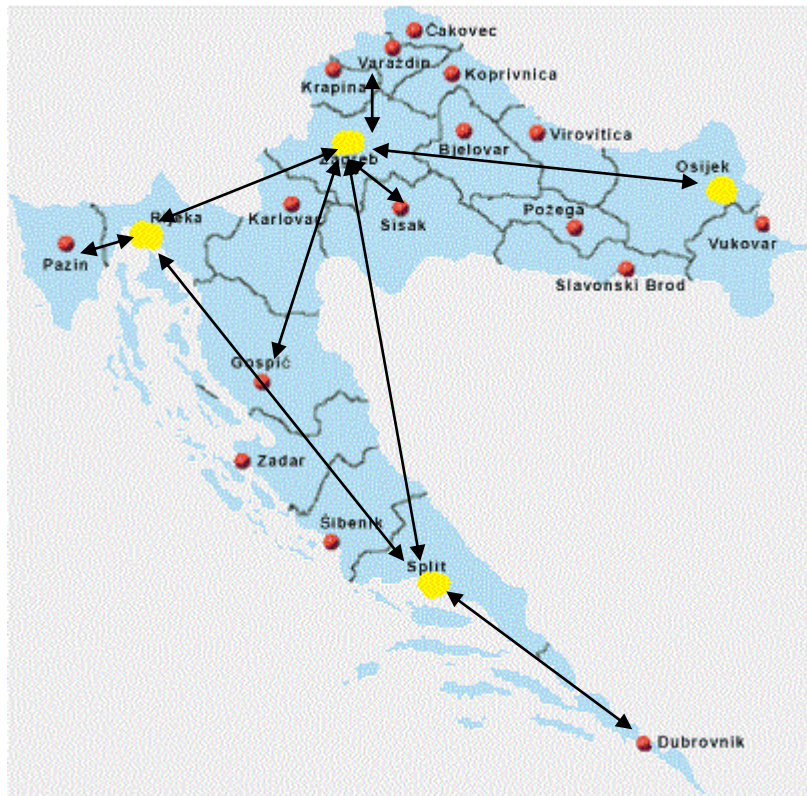 Čakovec
Varaždin
Koprivnica
Krapina
Virovitica
Bjelovar
Zagreb
Osijek
Požega
Rijeka
Karlovac
Sisak
Vukovar
Pazin
Slavonski Brod
Gospić
Zadar
Šibenik
Split
Dubrovnik